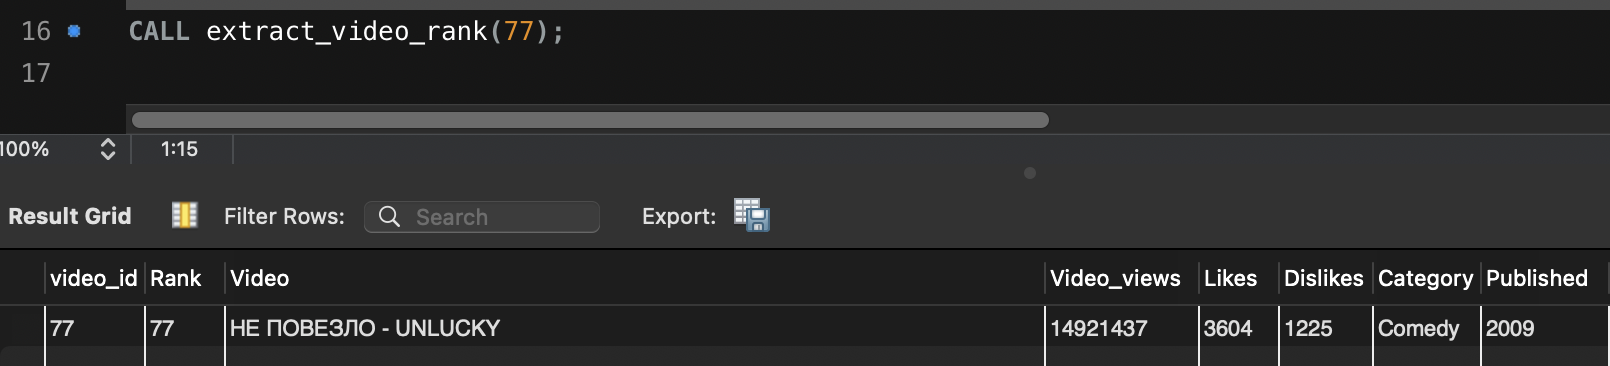 16 CALL extract_video_rank(77);
17
100% 1:15
Result Grid Filter Rows: Search Export:
video_id Rank Video Video_views Likes Dislikes Category Published
77 77 НЕ ПОВЕЗЛО - UNLUCKY 14921437 3604 1225 Comedy 2009